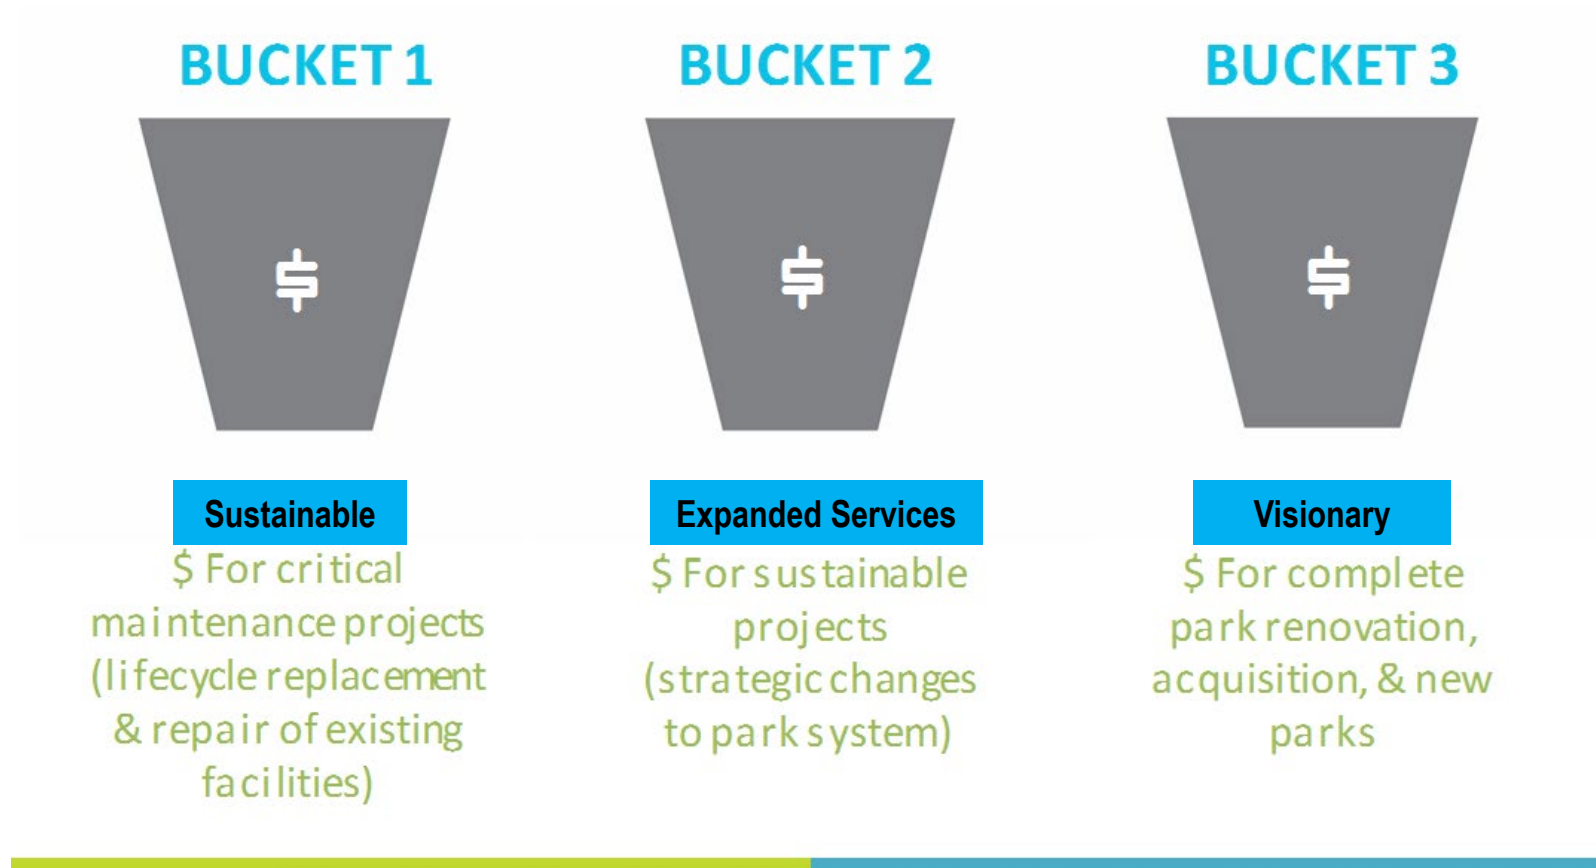 BUCKET 1
$
Sustainable
$ For critical
maintenance projects
(lifecycle replacement
& repair of existing
facilities)
BUCKET 2
$
Expanded Services
$ For sustainable
projects
(strategic changes
to park system)
BUCKET 3
$
Visionary
$ For complete
park renovation,
acquisition, & new
parks